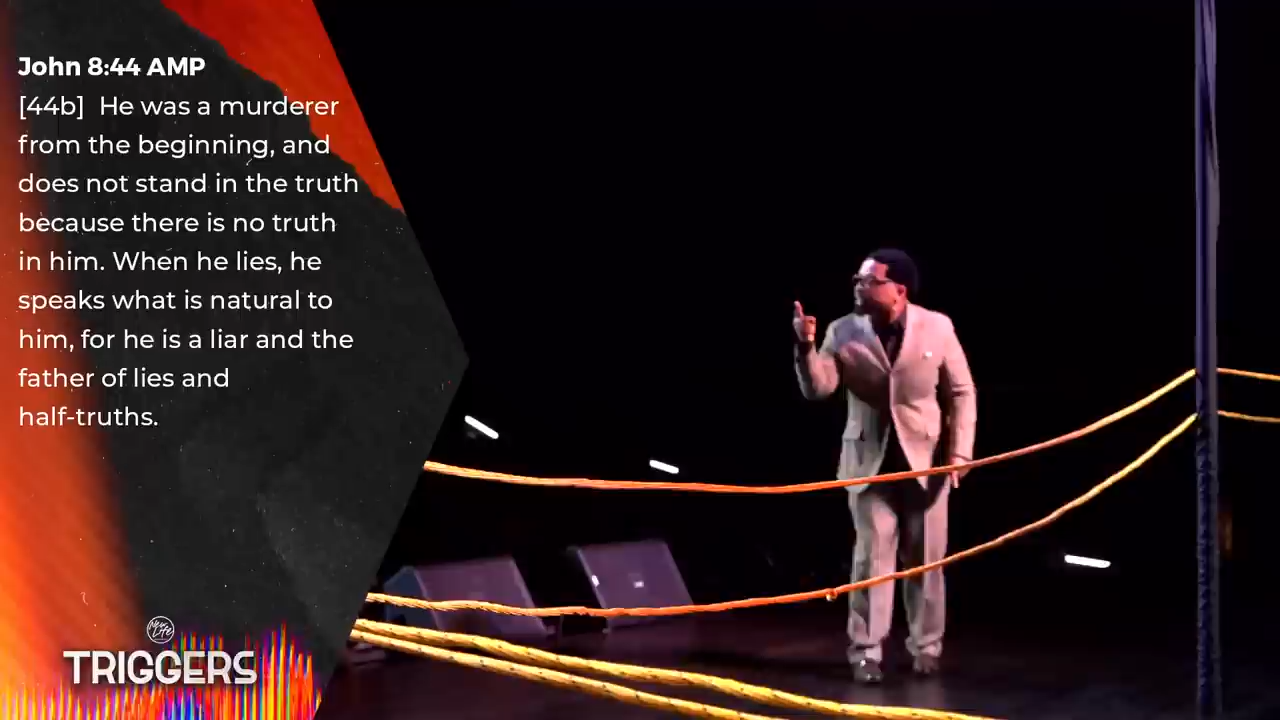 John 8:44 AMP
[44b]  He was a murderer
from the beginning, and
does not stand in the truth
because there is no truth
in him. When he lies, he
speaks what is natural to
him, for he is a liar and the
father of lies and
half-truths.
New
Life
TRIGGERS